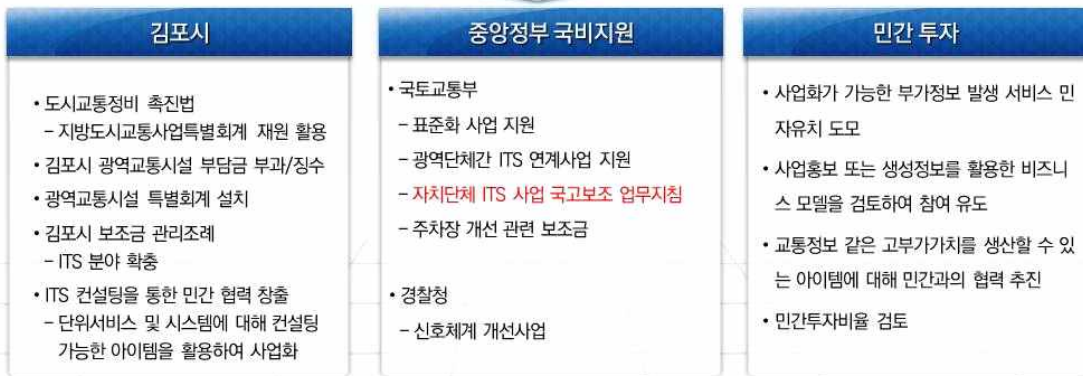 김포시
• 도시교통정비 촉진법
– 지방도시교통사업특별회계 재원 활용
• 김포시 광역교통시설 부담금 부과/징수
• 광역교통시설 특별회계 설치
• 김포시 보조금 관리조례
– ITS 분야 확충
• ITS 컨설팅을 통한 민간 협력 창출
– 단위서비스 및 시스템에 대해 컨설팅
가능한 아이템을 활용하여 사업화
중앙정부 국비지원
• 국토교통부
– 표준화 사업 지원
– 광역단체간 ITS 연계사업 지원
– 자치단체 ITS 사업 국고보조 업무지침
– 주차장 개선 관련 보조금
• 경찰청
– 신호체계 개선사업
민간 투자
• 사업화가 가능한 부가정보 발생 서비스 민
자유치 도모
• 사업홍보 또는 생성정보를 활용한 비즈니
스 모델을 검토하여 참여 유도
• 교통정보 같은 고부가가치를 생산할 수 있
는 아이템에 대해 민간과의 협력 추진
• 민간투자비율 검토